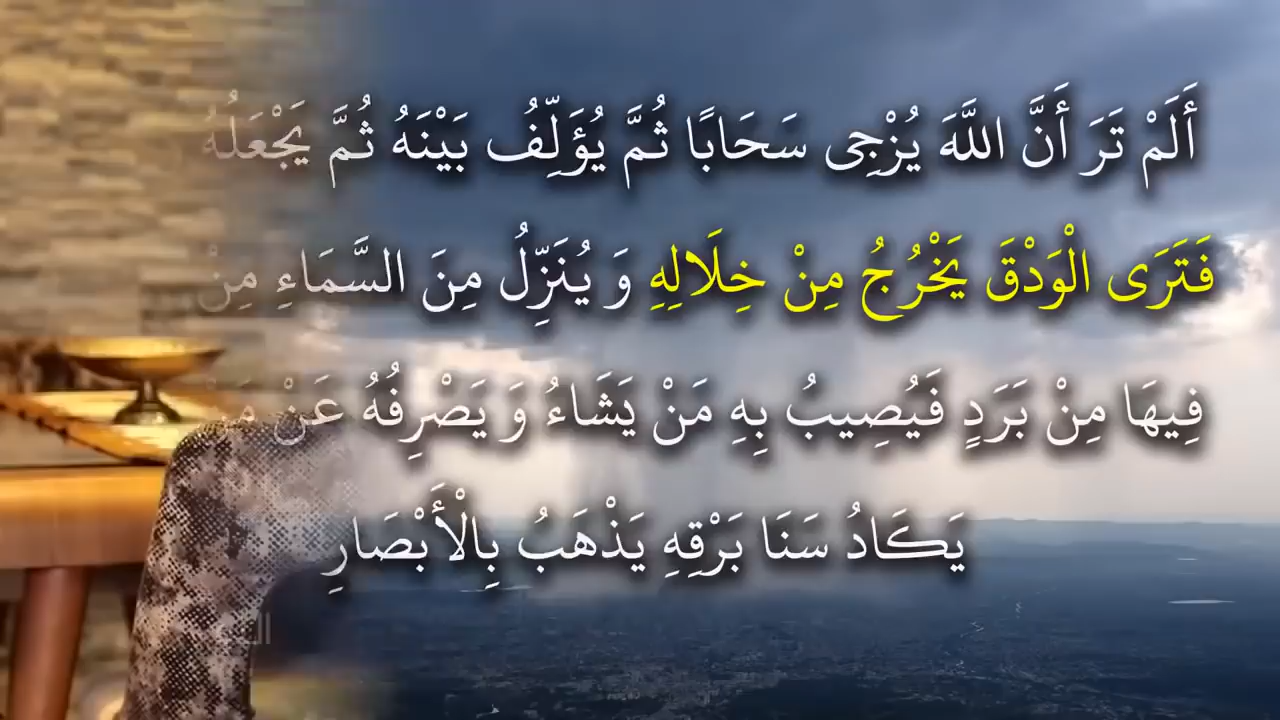 أَلَمْ تَرَ أَنَّ اللَّهَ يُزْجِى سَحَابًا ثُمَّ يُؤَلِّفُ بَيْنَهُ ثُمَّ يَجْعَلُهُ
فَتَرَى الْوَدْقَ يَخْرُجُ مِنْ خِلَالِهِ وَ يُنَزِّلُ مِنَ السَّمَاءِ مِنْ
فِيهَا مِنْ بَرَدٍ فَيُصِيبُ بِهِ مَنْ يَشَاءُ وَ يَصْرِفُهُ عَنْ
يَكَادُ سَنَا بَرْقِهِ يَذْهَبُ بِالْأَبْصَارِ